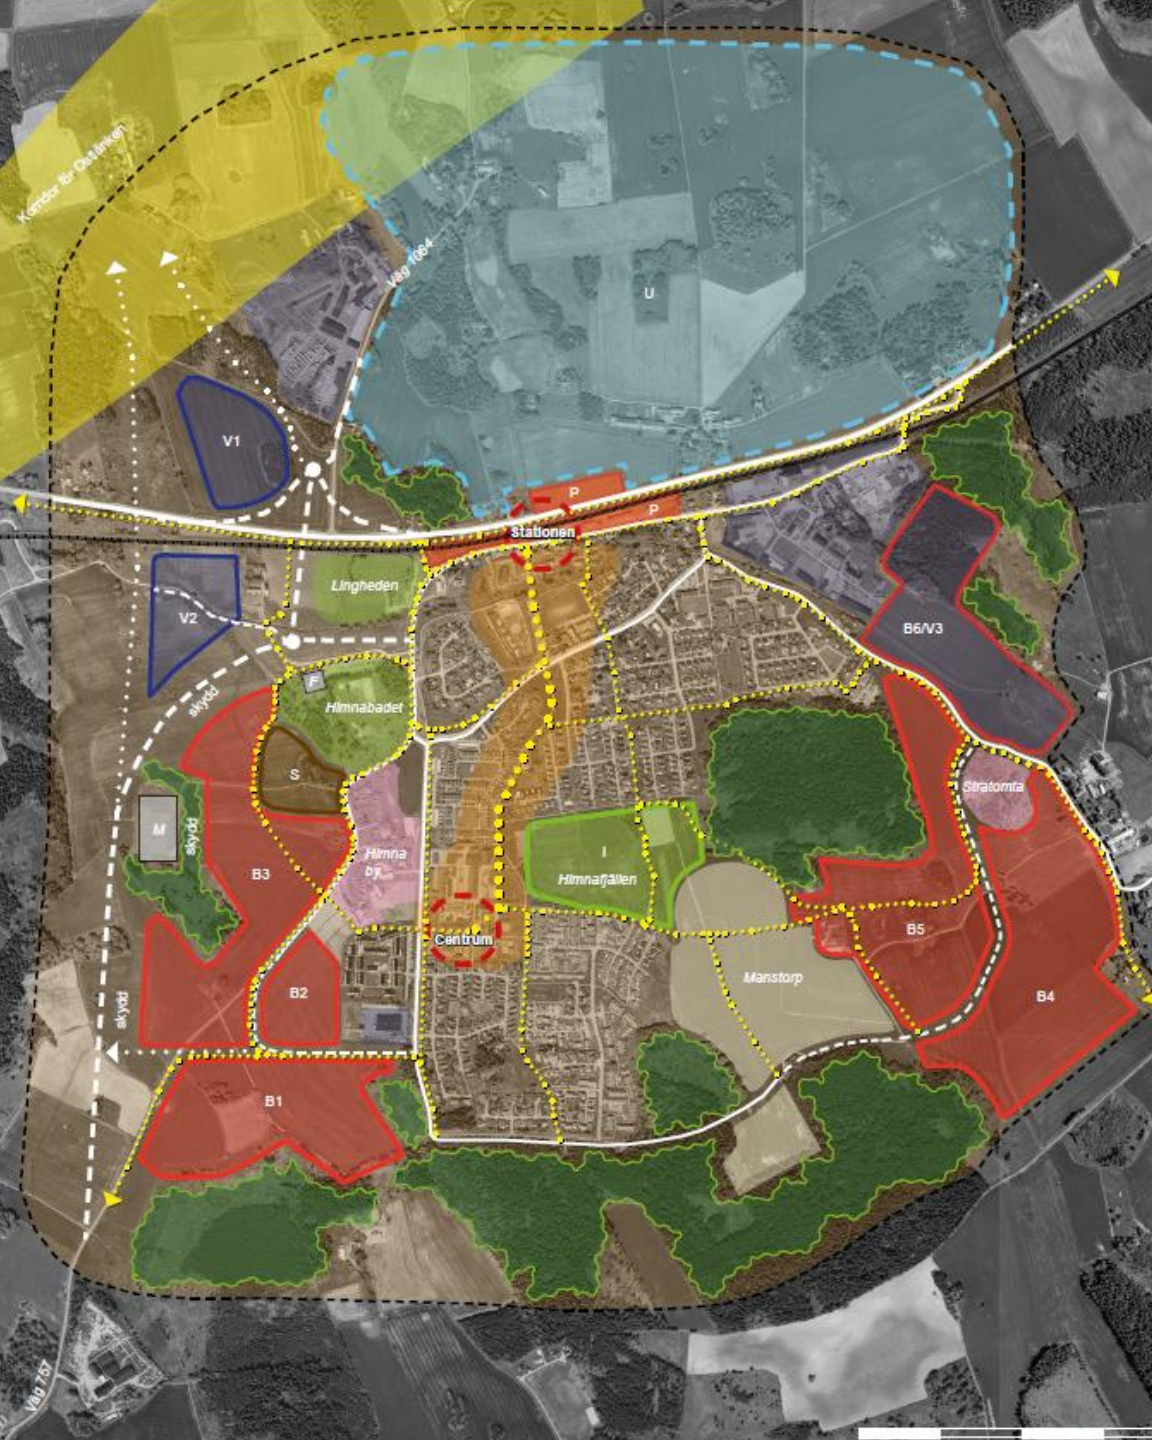 Korridor för Ostlänken
Väg 1064
U
V1
P
P
Stationen
Lingheden
V2
B6/V3
F
Himnabadet
skydd
S
Stratomta
M
skydd
Himna
by
I
Himnafjällen
B3
B5
Centrum
Manstorp
B2
B4
skydd
B1
Väg 757